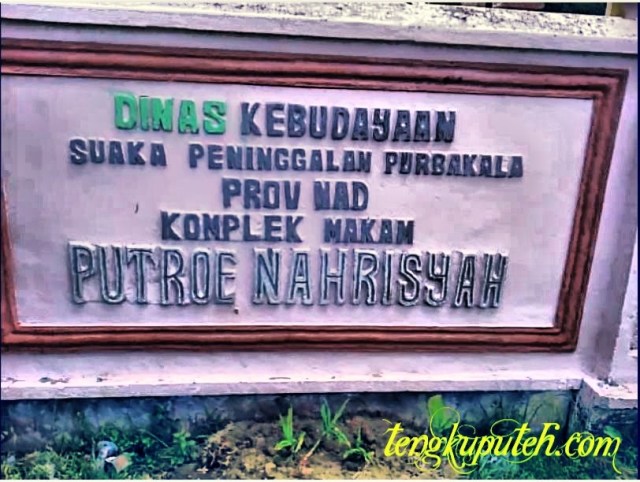 DINAS KEBUDAYAAN
SUAKA PENINGGALAN PURBAKALA
PROV NAD
KOMPLEK MAKAM
PUTROE NAHRISYAH
tengkuputeh.com